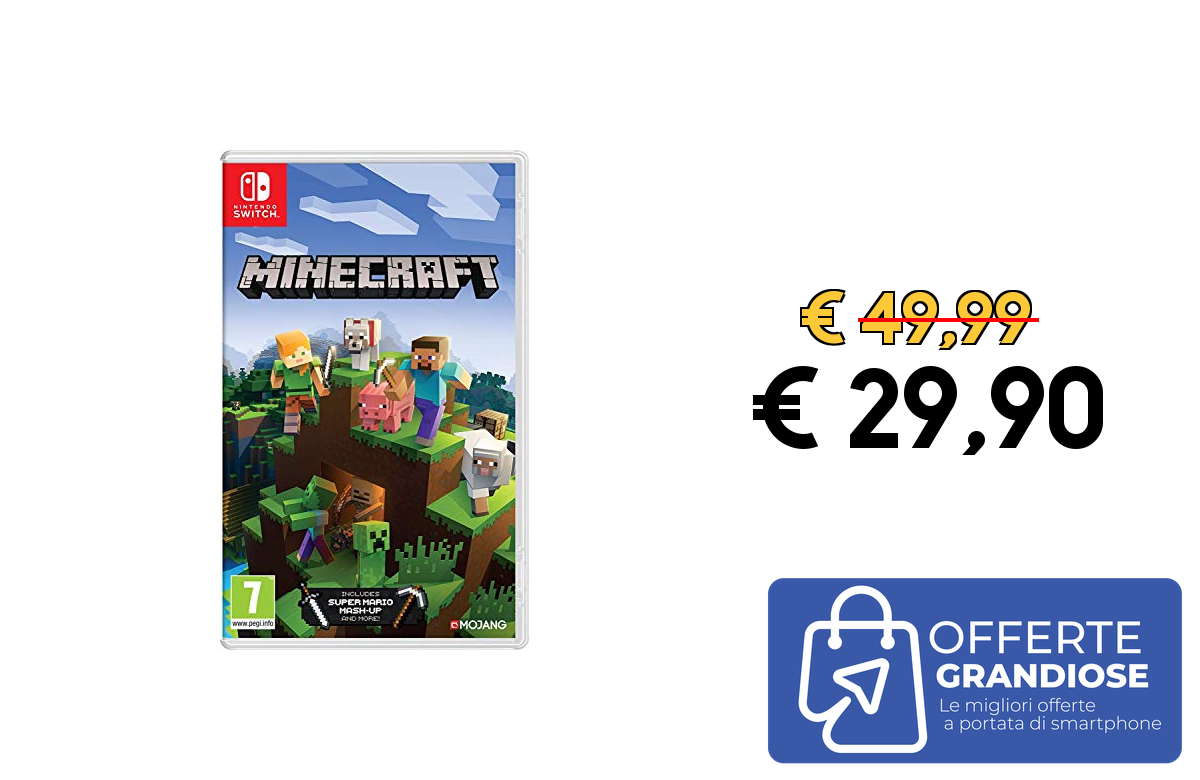 NINTENDO
SWITCH
MINECRAFT
€ 49,99
€ 29,90
7
www.pegi.info
INCLUDES
SUPER MARIO
MASH-UP
AND MORE!
MOJANG
OFFERTE
GRANDIOSE
Le migliori offerte
a portata di smartphone